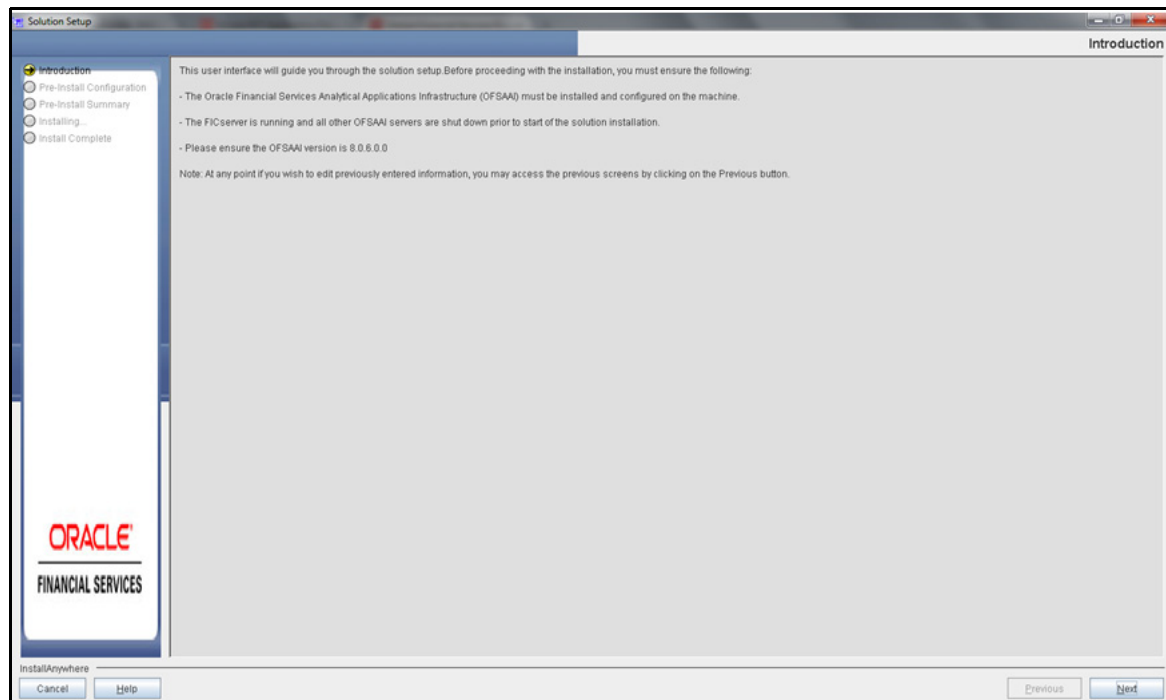 Solution Setup
Introduction
Introduction
Pre-Install Configuration
Pre-Install Summary
Installing...
Install Complete
This user interface will guide you through the solution setup.Before proceeding with the installation, you must ensure the following:
- The Oracle Financial Services Analytical Applications Infrastructure (OFSAAI) must be installed and configured on the machine.
- The FICserver is running and all other OFSAAI servers are shut down prior to start of the solution installation.
- Please ensure the OFSAAI version is 8.0.6.0.0
Note: At any point if you wish to edit previously entered information, you may access the previous screens by clicking on the Previous button.
ORACLE
FINANCIAL SERVICES
InstallAnywhere
Cancel
Help
Previous
Next